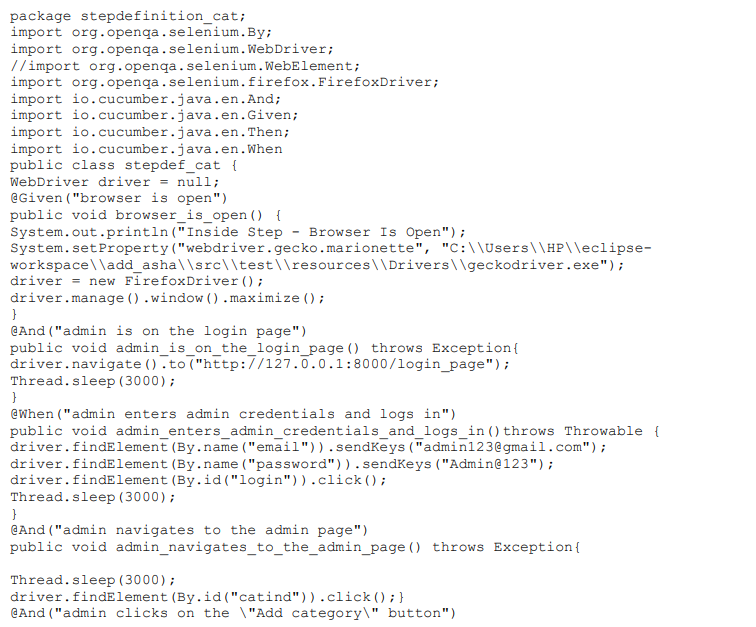 package stepdefinition_cat;
import org.openqa.selenium.By;
import org.openqa.selenium.WebDriver;
//import org.openqa.selenium.WebElement;
import org.openqa.selenium.firefox.FirefoxDriver;
import io.cucumber.java.en.And;
import io.cucumber.java.en.Given;
import io.cucumber.java.en.Then;
import io.cucumber.java.en.When
public class stepdef_cat {
WebDriver driver = null;
@Given("browser is open")
public void browser_is_open() {
System.out.println("Inside Step - Browser Is Open");
System.setProperty("webdriver.gecko.marionette", "C:\\Users\\HP\\eclipse-
workspace\\add_asha\\src\\test\\resources\\Drivers\\geckodriver.exe");
driver = new FirefoxDriver();
driver.manage().window().maximize();
}
@And("admin is on the login page")
public void admin_is_on_the_login_page() throws Exception{
driver.navigate().to("http://127.0.0.1:8000/login_page");
Thread.sleep(3000);
}
@When("admin enters admin credentials and logs in")
public void admin_enters_admin_credentials_and_logs_in()throws Throwable {
driver.findElement(By.name("email")).sendKeys("admin123@gmail.com");
driver.findElement(By.name("password")).sendKeys("Admin@123");
driver.findElement(By.id("login")).click();
Thread.sleep(3000);
}
@And("admin navigates to the admin page")
public void admin_navigates_to_the_admin_page() throws Exception{
Thread.sleep(3000);
driver.findElement(By.id("catind")).click();}
@And("admin clicks on the \"Add category\" button")